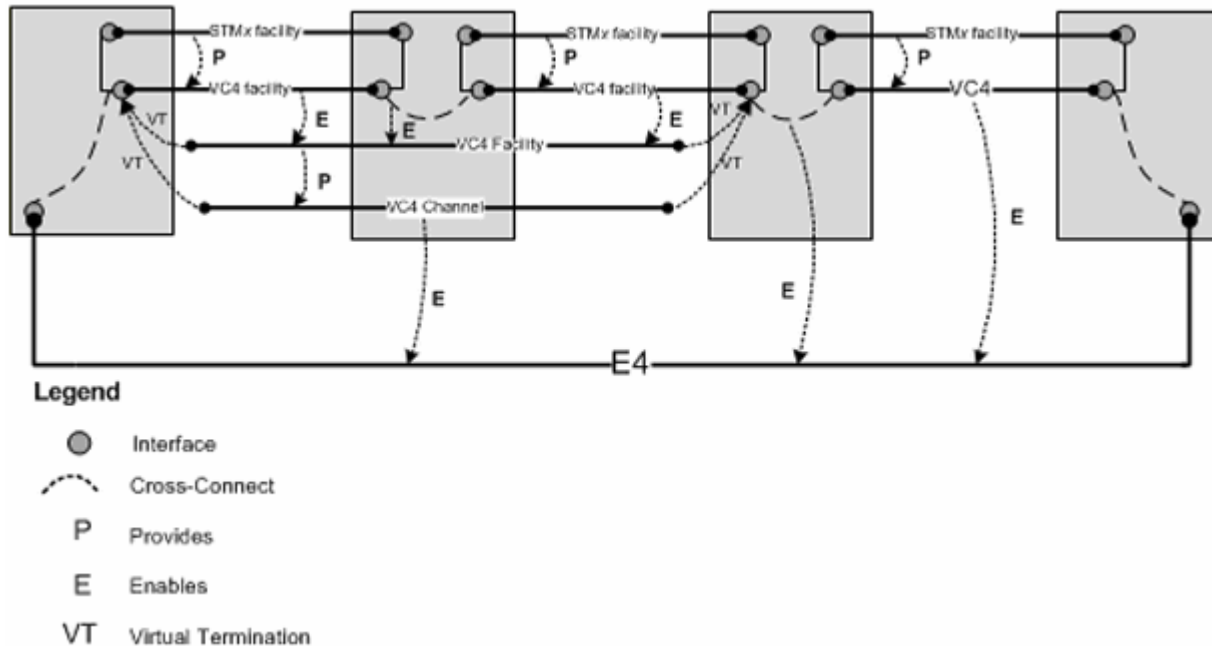 STMx facility STMx facility STMx facility
P P P
VC4 facility VC4 facility VC4
VT E E E VT
VC4 Facility
VT P
VC4 Channel
E E E
E4
Legend
Interface
Cross-Connect
P Provides
E Enables
VT Virtual Termination